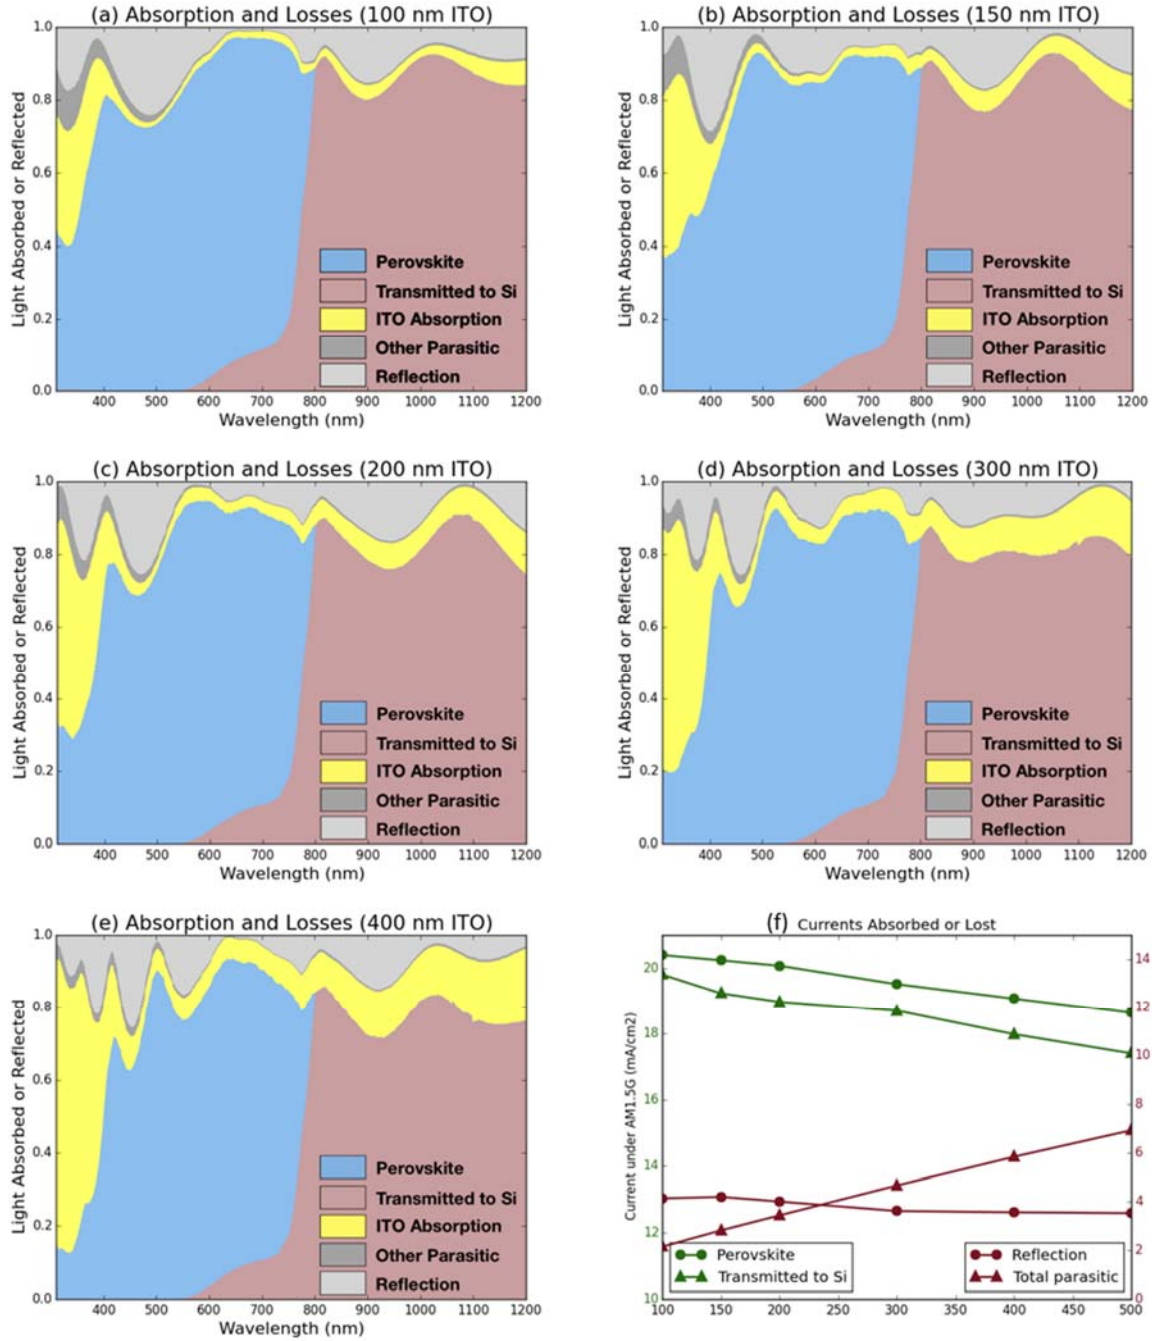 (a) Absorption and Losses (100 nm ITO)
Light Absorbed or Reflected
1.0
0.8
0.6
0.4
0.2
0.0
Perovskite
Transmitted to Si
ITO Absorption
Other Parasitic
Reflection
400 500 600 700 800 900 1000 1100 1200
Wavelength (nm)
(b) Absorption and Losses (150 nm ITO)
Light Absorbed or Reflected
1.0
0.8
0.6
0.4
0.2
0.0
Perovskite
Transmitted to Si
ITO Absorption
Other Parasitic
Reflection
400 500 600 700 800 900 1000 1100 1200
Wavelength (nm)
(c) Absorption and Losses (200 nm ITO)
Light Absorbed or Reflected
1.0
0.8
0.6
0.4
0.2
0.0
Perovskite
Transmitted to Si
ITO Absorption
Other Parasitic
Reflection
400 500 600 700 800 900 1000 1100 1200
Wavelength (nm)
(d) Absorption and Losses (300 nm ITO)
Light Absorbed or Reflected
1.0
0.8
0.6
0.4
0.2
0.0
Perovskite
Transmitted to Si
ITO Absorption
Other Parasitic
Reflection
400 500 600 700 800 900 1000 1100 1200
Wavelength (nm)
(e) Absorption and Losses (400 nm ITO)
Light Absorbed or Reflected
1.0
0.8
0.6
0.4
0.2
0.0
Perovskite
Transmitted to Si
ITO Absorption
Other Parasitic
Reflection
400 500 600 700 800 900 1000 1100 1200
Wavelength (nm)
(f) Currents Absorbed or Lost
Current under AM1.5G (mA/cm2)
20
18
16
14
12
10
14
12
10
8
6
4
2
0
Perovskite
Transmitted to Si
Reflection
Total parasitic
100 150 200 250 300 350 400 450 500